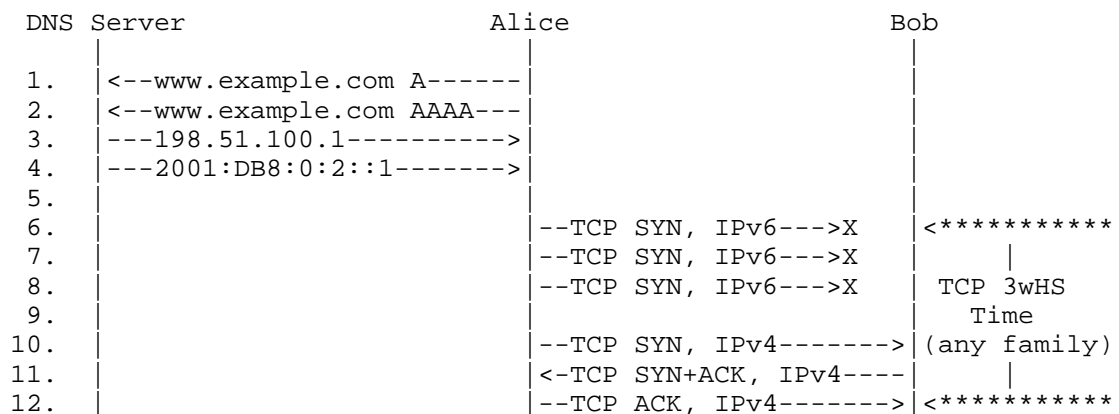 DNS Server                  Alice                    Bob
     |                           |                        |
 1.  |<--www.example.com A------|                        |
 2.  |<--www.example.com AAAA---|                        |
 3.  |---198.51.100.1---------->|                        |
 4.  |---2001:DB8:0:2::1------->|                        |
 5.  |                          |                        |
 6.  |                          |--TCP SYN, IPv6--->X    |<***********
 7.  |                          |--TCP SYN, IPv6--->X    |     |
 8.  |                          |--TCP SYN, IPv6--->X    | TCP 3wHS
 9.  |                          |                        |   Time
10.  |                          |--TCP SYN, IPv4-------->|(any family)
11.  |                          |<-TCP SYN+ACK, IPv4-----|     |
12.  |                          |--TCP ACK, IPv4-------->|<***********